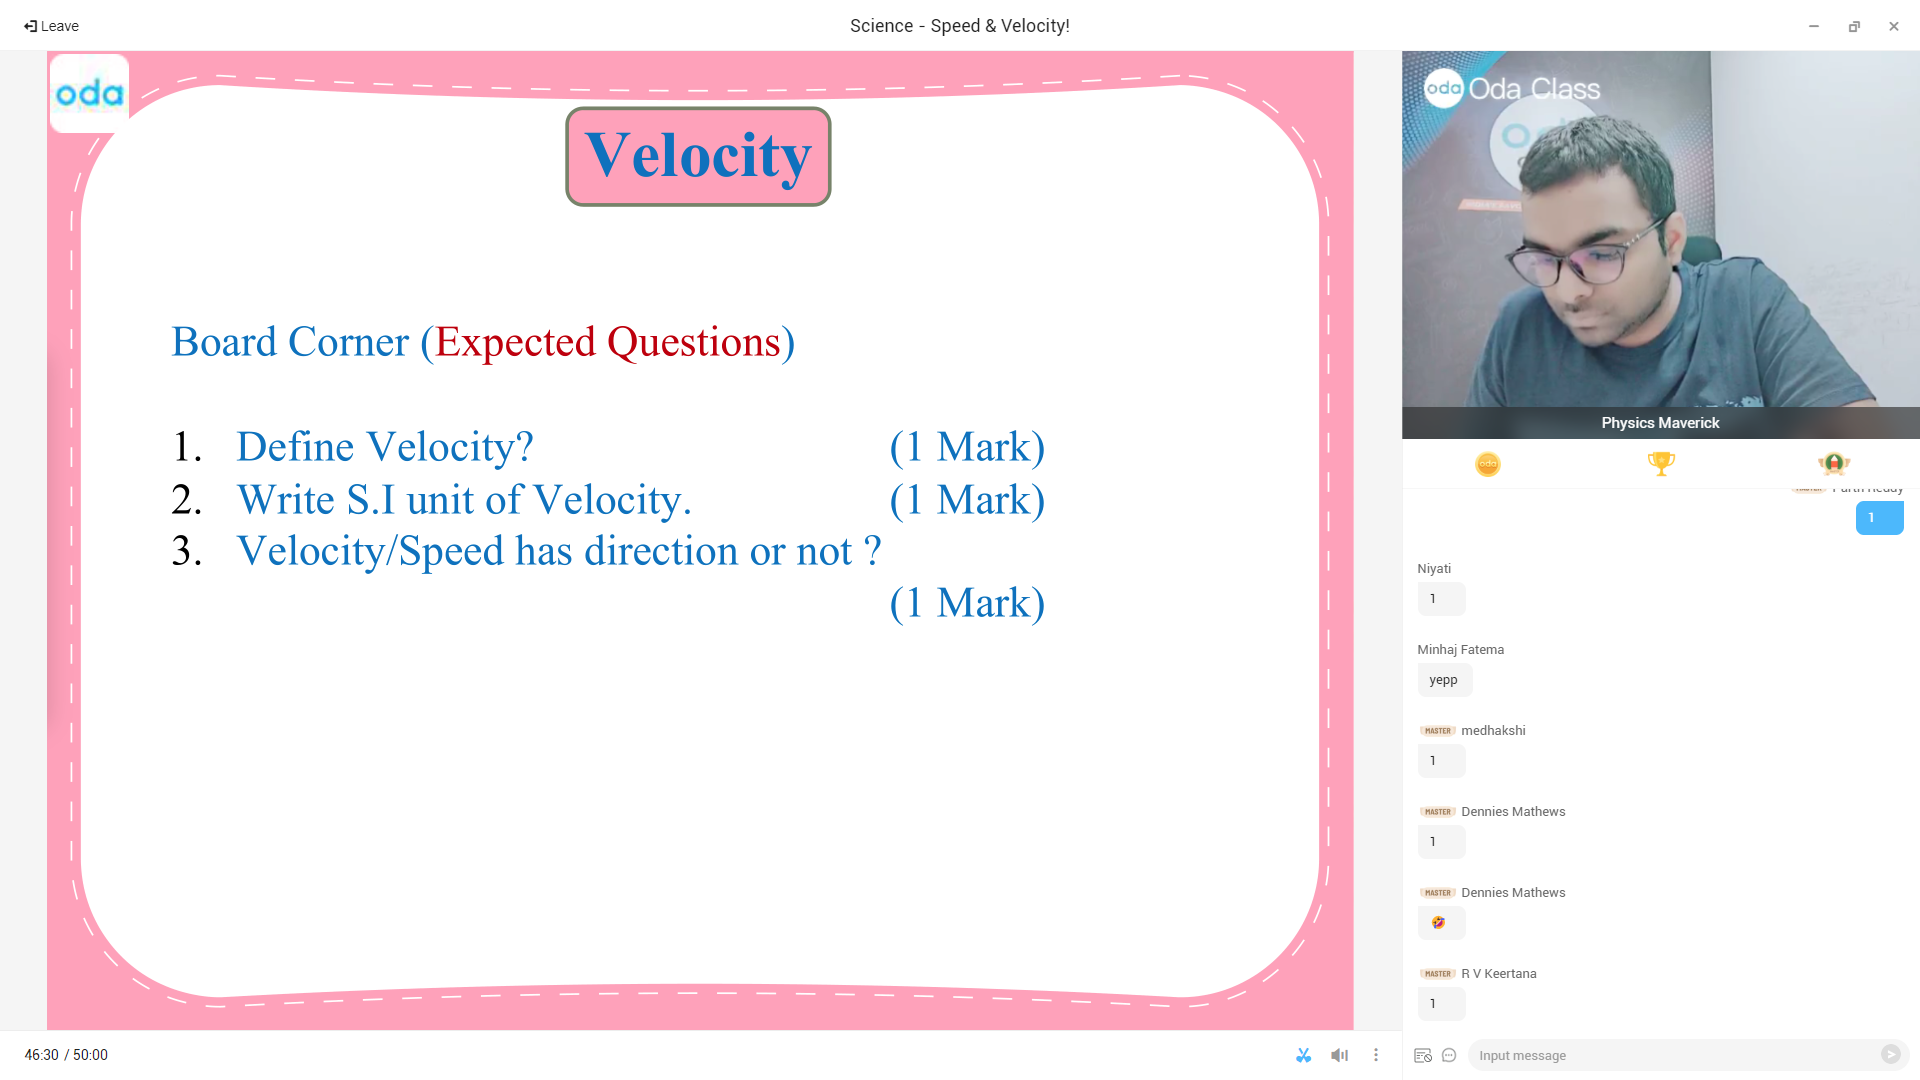 Leave
Science - Speed & Velocity!
oda
Velocity
Board Corner (Expected Questions)
1. Define Velocity? (1 Mark)
2. Write S.I unit of Velocity. (1 Mark)
3. Velocity/Speed has direction or not ?
(1 Mark)
46:30 / 50:00
oda Oda Class
Physics Maverick
oda
1
Niyati
1
Minhaj Fatema
yepp
MASTER medhakshi
1
MASTER Dennies Mathews
1
MASTER Dennies Mathews
🤣
MASTER R V Keertana
1
Input message